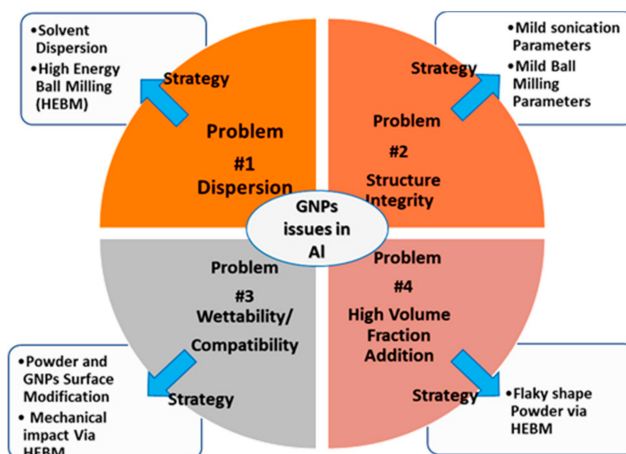 •Solvent
Dispersion
•High Energy
Ball Milling
(HEBM)
Strategy
Problem
#1
Dispersion
•Mild sonication
Parameters
•Mild Ball
Milling
Parameters
Strategy
Problem
#2
Structure
Integrity
GNPs
issues in
Al
Problem
#3
Wettability/
Compatibility
Strategy
•Powder and
GNPs Surface
Modification
• Mechanical
impact Via
HEBM
Problem
#4
High Volume
Fraction
Addition
Strategy
•Flaky shape
Powder via
HEBM